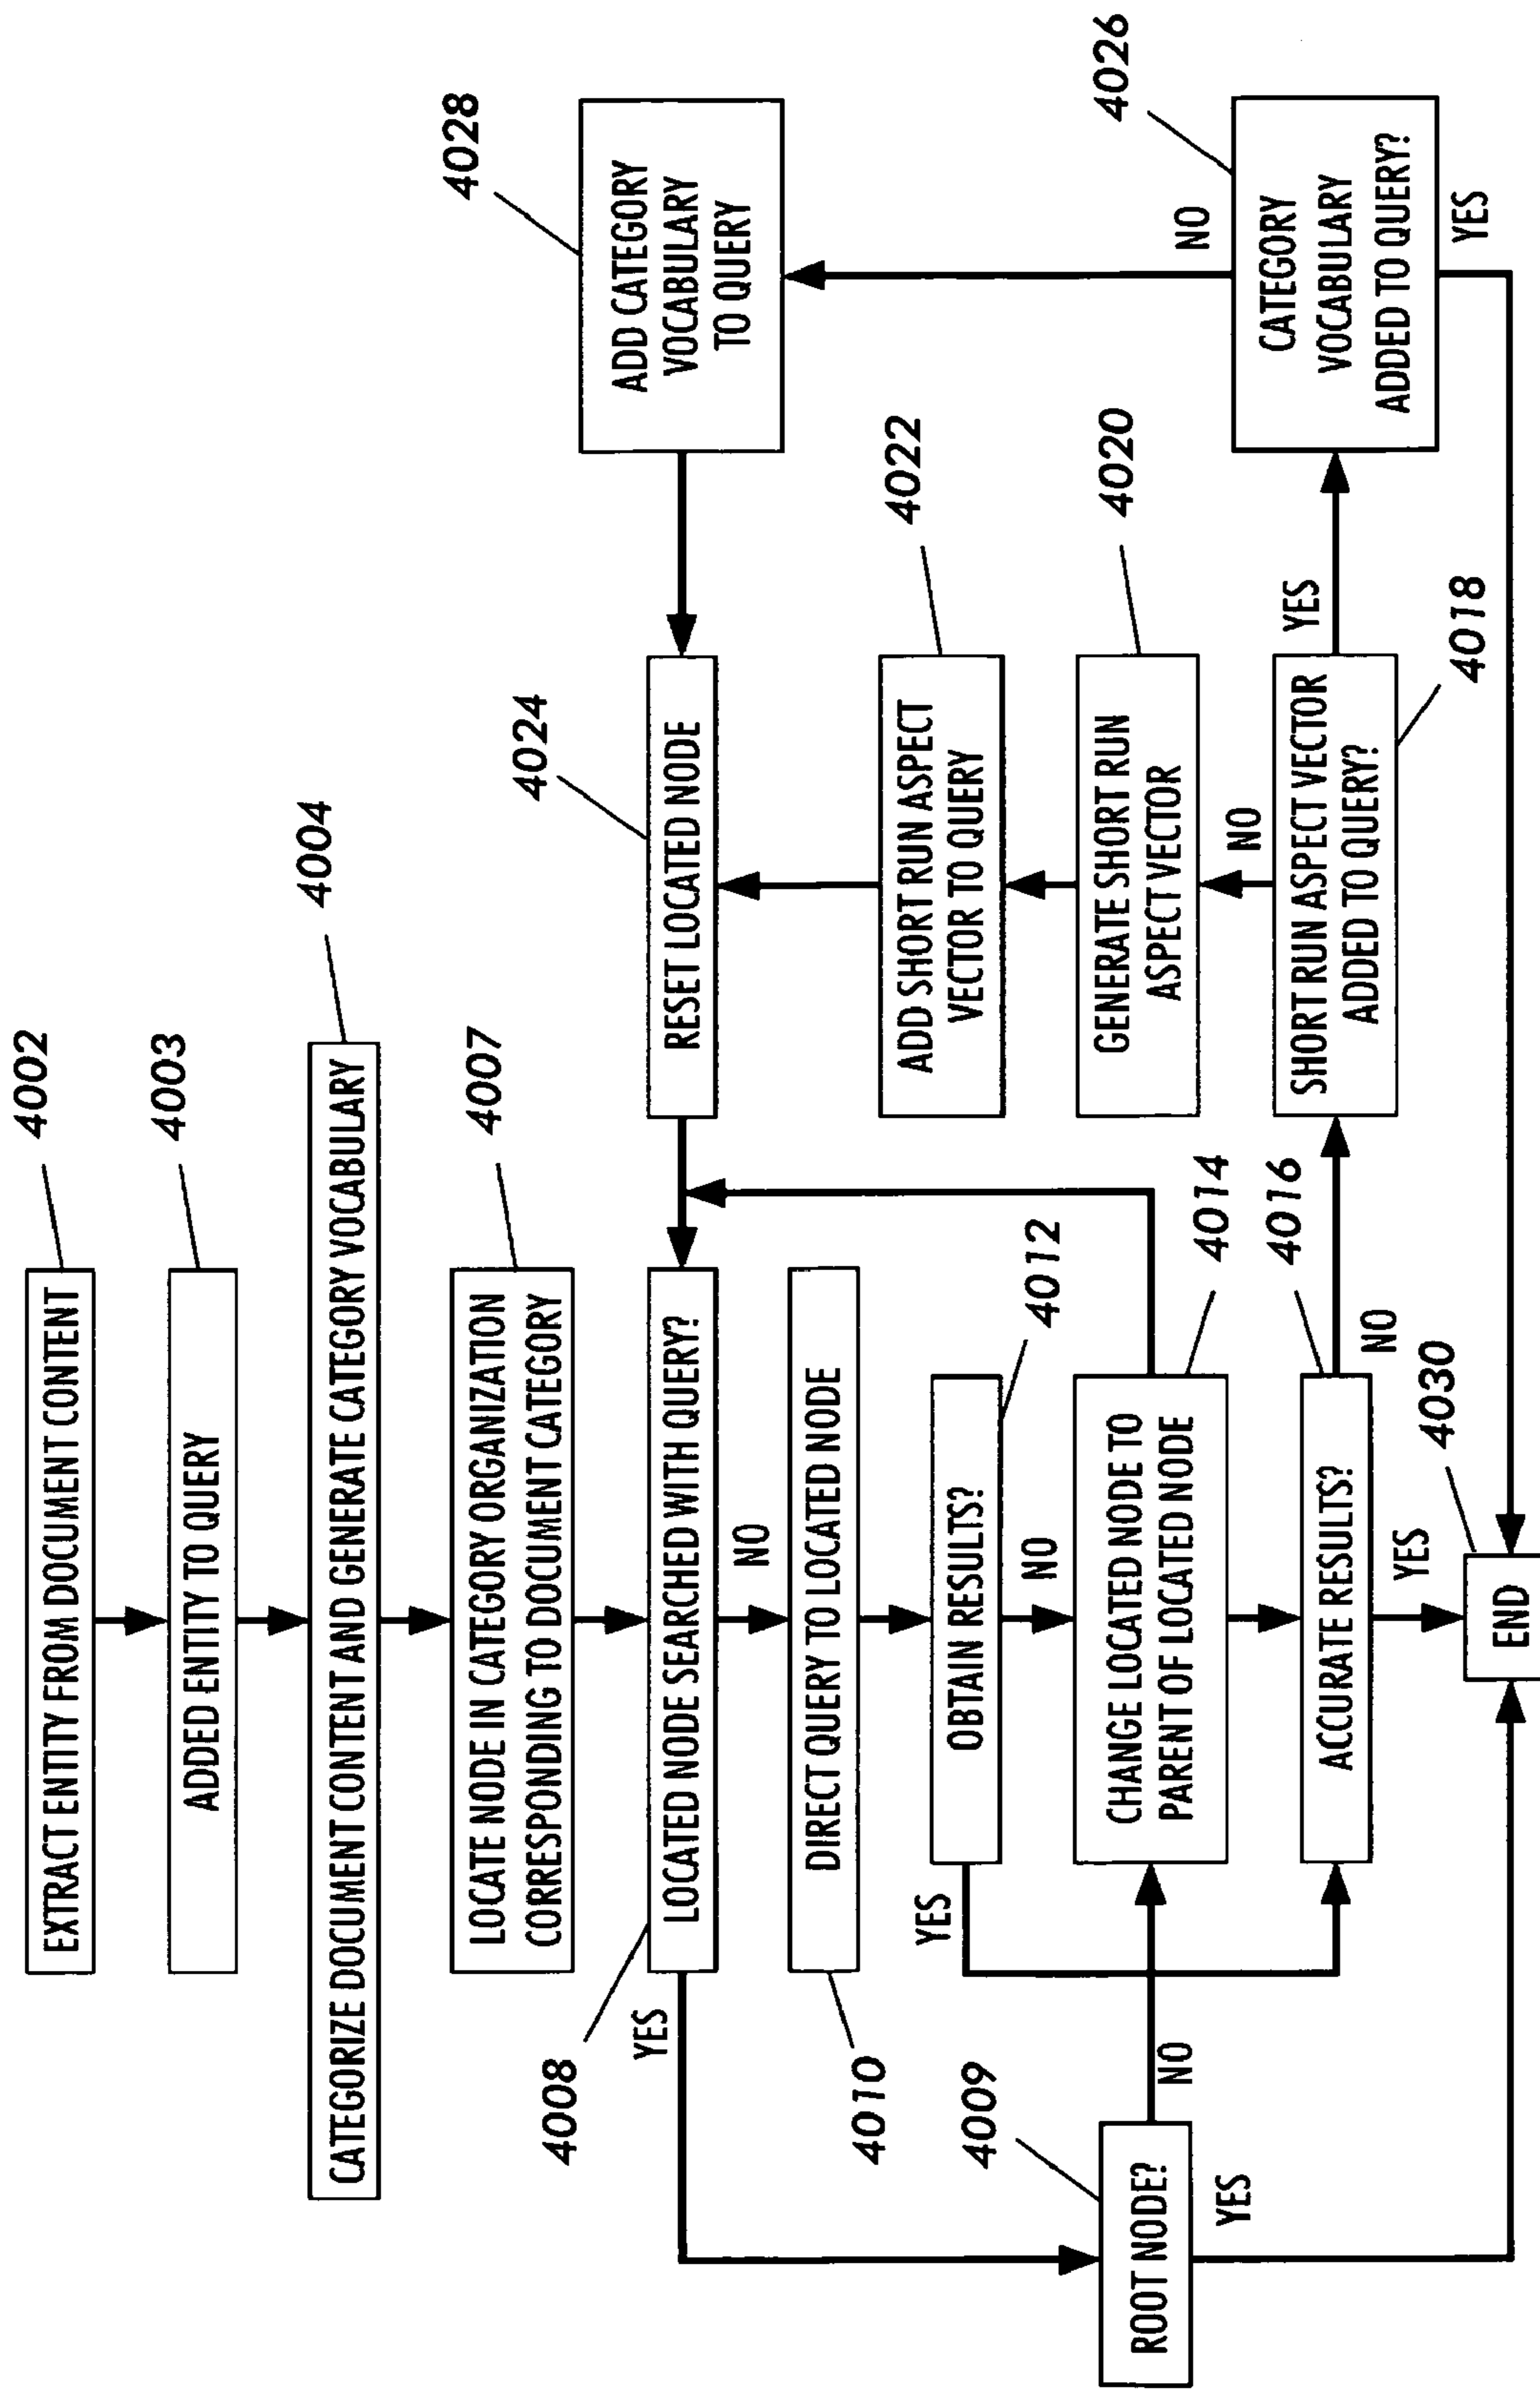 4002
EXTRACT ENTITY FROM DOCUMENT CONTENT
4003
ADDED ENTITY TO QUERY
4004
CATEGORIZE DOCUMENT CONTENT AND GENERATE CATEGORY VOCABULARY
4007
LOCATE NODE IN CATEGORY ORGANIZATION
CORRESPONDING TO DOCUMENT CATEGORY
4008
LOCATED NODE SEARCHED WITH QUERY?
YES
NO
4010
DIRECT QUERY TO LOCATED NODE
4009
ROOT NODE?
NO
YES
4012
OBTAIN RESULTS?
YES
NO
4014
CHANGE LOCATED NODE TO
PARENT OF LOCATED NODE
4016
ACCURATE RESULTS?
NO
YES
4030
END
4024
RESET LOCATED NODE
4022
ADD SHORT RUN ASPECT
VECTOR TO QUERY
4020
GENERATE SHORT RUN
ASPECT VECTOR
NO
4018
SHORT RUN ASPECT VECTOR
ADDED TO QUERY?
YES
4028
ADD CATEGORY
VOCABULARY
TO QUERY
NO
4026
CATEGORY
VOCABULARY
ADDED TO QUERY?
YES